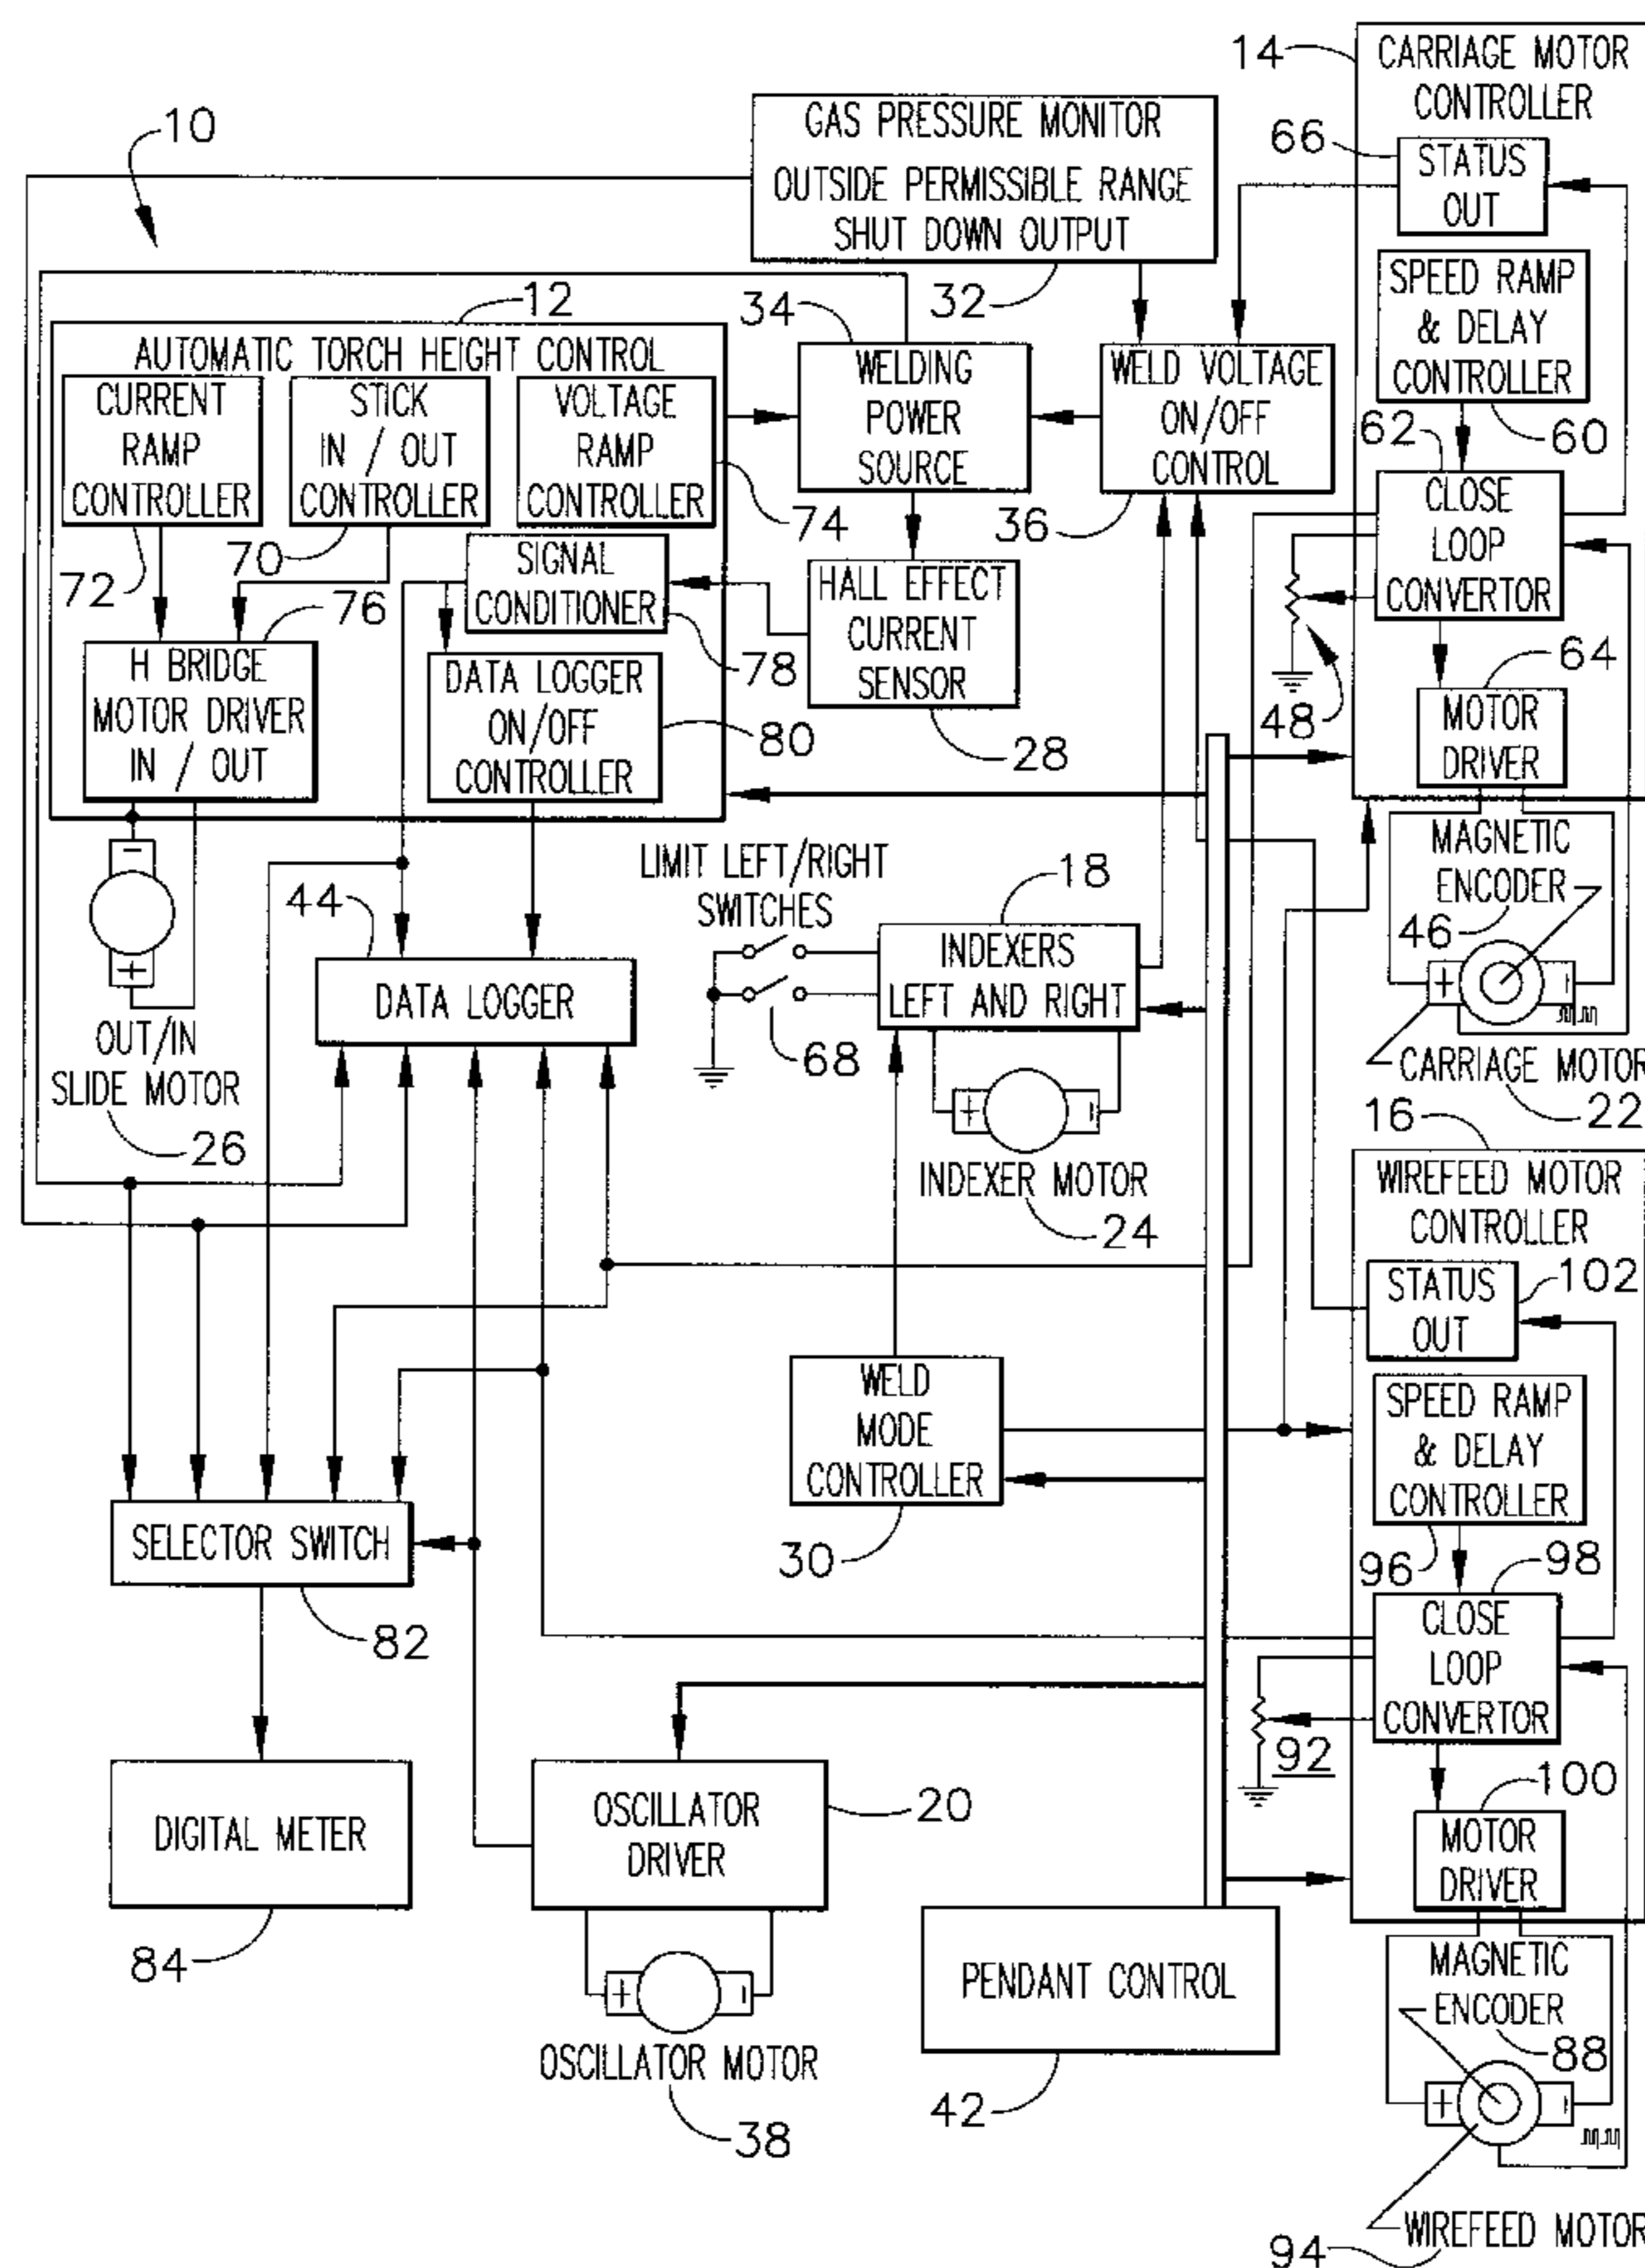 10
GAS PRESSURE MONITOR
OUTSIDE PERMISSIBLE RANGE
SHUT DOWN OUTPUT
32
14
CARRIAGE MOTOR
CONTROLLER
66
STATUS
OUT
SPEED RAMP
& DELAY
CONTROLLER
60
62
CLOSE
LOOP
CONVERTOR
48
64
MOTOR
DRIVER
MAGNETIC
ENCODER
46
+
-
CARRIAGE MOTOR
22
12
AUTOMATIC TORCH HEIGHT CONTROL
CURRENT
RAMP
CONTROLLER
72
STICK
IN / OUT
CONTROLLER
70
VOLTAGE
RAMP
CONTROLLER
74
SIGNAL
CONDITIONER
78
76
H BRIDGE
MOTOR DRIVER
IN / OUT
DATA LOGGER
ON/OFF
CONTROLLER
80
34
WELDING
POWER
SOURCE
WELD VOLTAGE
ON/OFF
CONTROL
36
HALL EFFECT
CURRENT
SENSOR
28
-
+
OUT/IN
SLIDE MOTOR
26
44
DATA LOGGER
LIMIT LEFT/RIGHT
SWITCHES
68
18
INDEXERS
LEFT AND RIGHT
+
-
INDEXER MOTOR
24
16
WIREFEED MOTOR
CONTROLLER
STATUS
OUT
102
SPEED RAMP
& DELAY
CONTROLLER
96
98
CLOSE
LOOP
CONVERTOR
92
100
MOTOR
DRIVER
MAGNETIC
ENCODER
88
+
-
WIREFEED MOTOR
94
WELD
MODE
CONTROLLER
30
SELECTOR SWITCH
82
DIGITAL METER
84
OSCILLATOR
DRIVER
20
+
-
OSCILLATOR MOTOR
38
PENDANT CONTROL
42